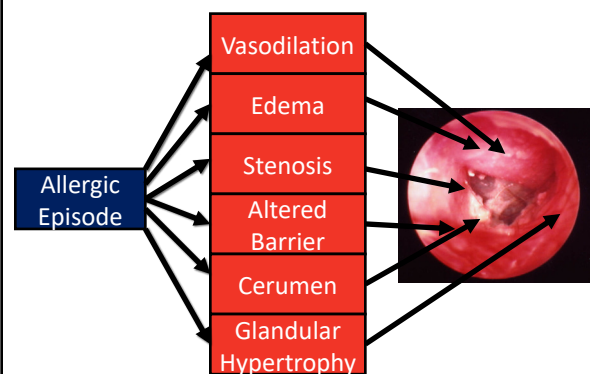 Vasodilation
Edema
Stenosis
Allergic
Episode
Altered
Barrier
Cerumen
Glandular
Hypertrophy